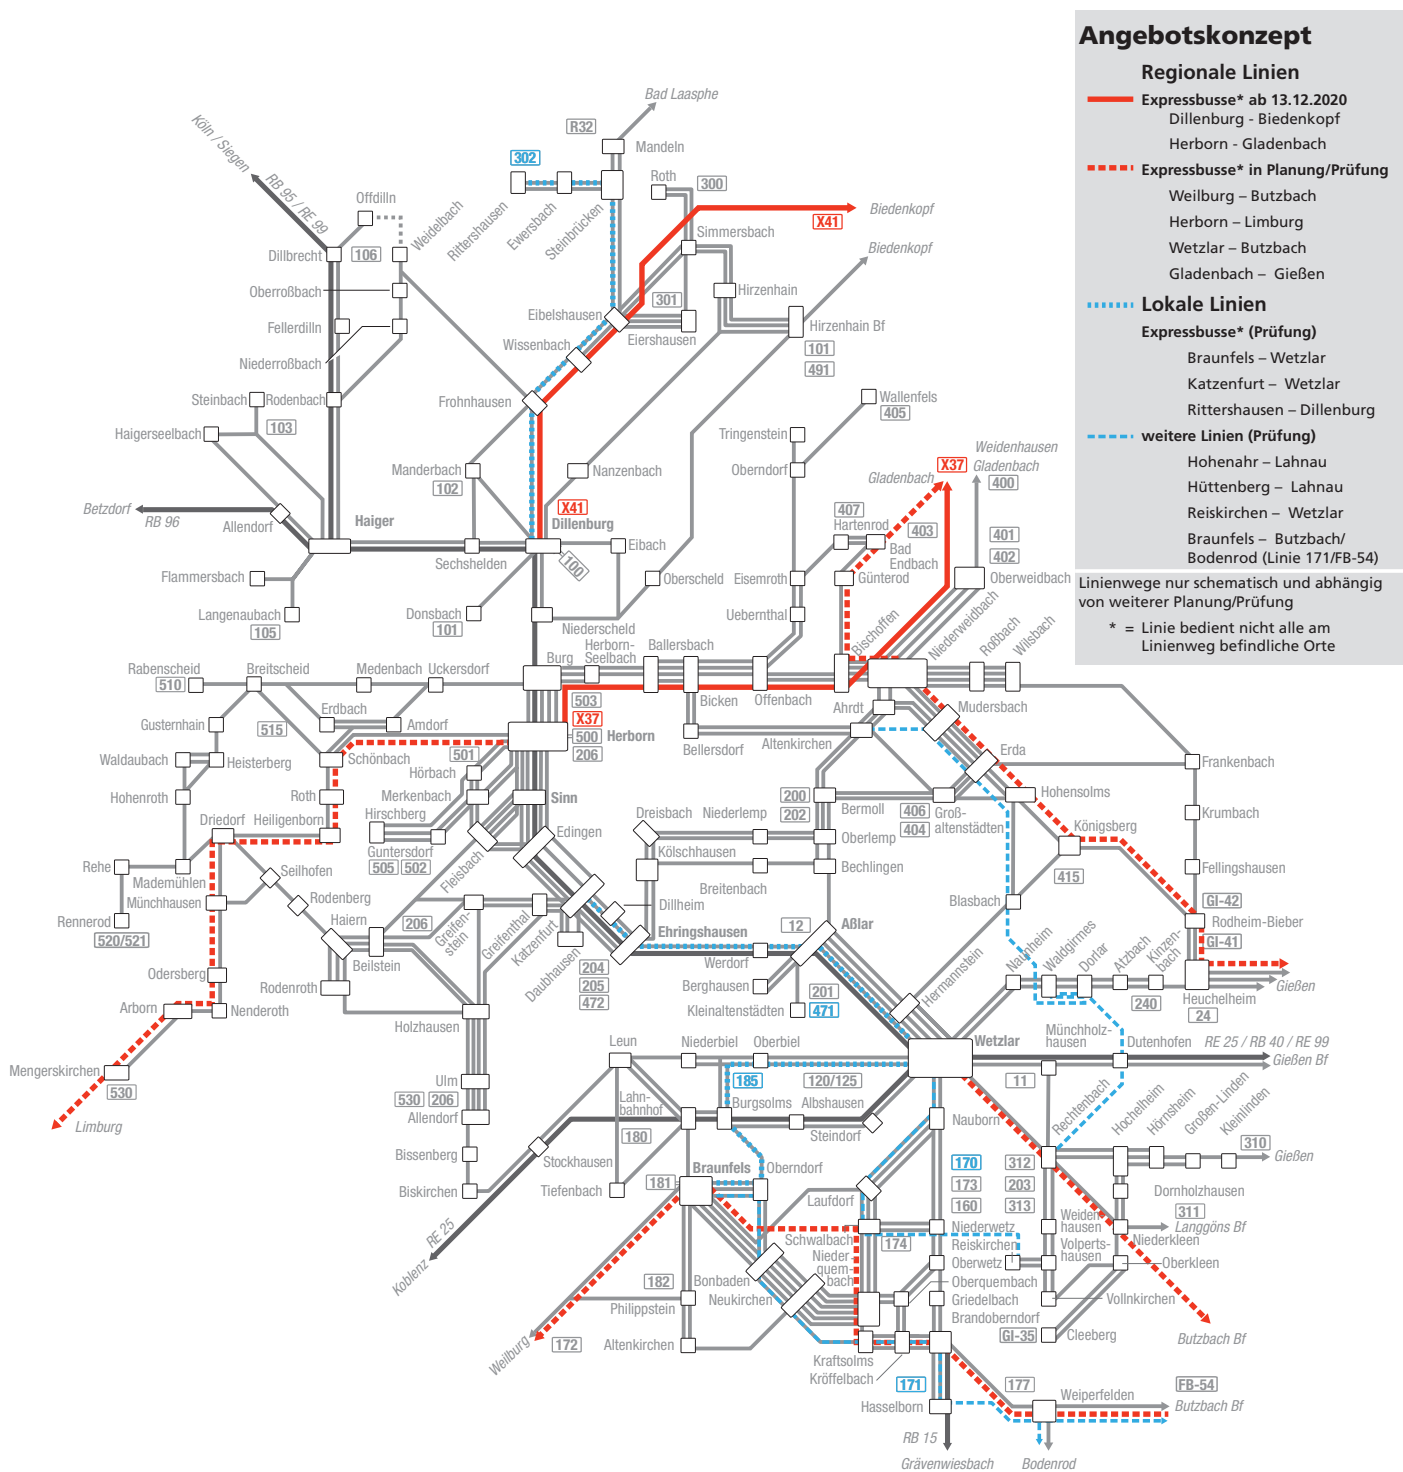 Angebotskonzept
Regionale Linien
Expressbusse* ab 13.12.2020
Dillenburg - Biedenkopf
Herborn - Gladenbach
Expressbusse* in Planung/Prüfung
Weilburg – Butzbach
Herborn – Limburg
Wetzlar – Butzbach
Gladenbach – Gießen
Lokale Linien
Expressbusse* (Prüfung)
Braunfels – Wetzlar
Katzenfurt – Wetzlar
Rittershausen – Dillenburg
weitere Linien (Prüfung)
Hohenahr – Lahnau
Hüttenberg – Lahnau
Reiskirchen – Wetzlar
Braunfels – Butzbach/
Bodenrod (Linie 171/FB-54)
Linienwege nur schematisch und abhängig
von weiterer Planung/Prüfung
* = Linie bedient nicht alle am
Linienweg befindliche Orte
Bad Laasphe
R32
Mandeln
Köln / Siegen
RB 95 / RE 99
302
Roth
300
Offdilln
Weidelbach
Rittershausen
Ewersbach
Steinbrücken
X41
Biedenkopf
Simmersbach
Biedenkopf
Dillbrecht
106
Oberroßbach
Hirzenhain
301
Eibelshausen
Eiershausen
Hirzenhain Bf
101
491
Fellerdilln
Niederroßbach
Wissenbach
Steinbach
Rodenbach
Frohnhausen
Wallenfels
405
Haigerseelbach
103
Tringenstein
Weidenhausen
Gladenbach
400
X37
Gladenbach
Manderbach
102
Nanzenbach
Oberndorf
Betzdorf
RB 96
Allendorf
Haiger
X41
Dillenburg
407
Hartenrod
403
401
402
Bad
Endbach
Sechshelden
100
Eibach
Flammersbach
Oberscheld
Eisemroth
Günterod
Oberweidbach
Langenaubach
105
Donsbach
101
Niederscheld
Uebernthal
Bischoffen
Niederweidbach
Roßbach
Wilsbach
Herborn-
Seelbach
Ballersbach
Burg
Rabenscheid
510
Breitscheid
Medenbach
Uckersdorf
Bicken
Offenbach
Ahrdt
Mudersbach
503
X37
500
206
Herborn
Gusternhain
515
Erdbach
Amdorf
Bellersdorf
Altenkirchen
Erda
Waldaubach
Heisterberg
Schönbach
501
Hörbach
Frankenbach
Hohenroth
Roth
Merkenbach
Sinn
200
202
Bermoll
406
404
Groß-
altenstädten
Hohensolms
Krumbach
Driedorf
Heiligenborn
Hirschberg
Edingen
Dreisbach
Niederlemp
Oberlemp
Königsberg
Guntersdorf
505
502
Fleisbach
Kölschhausen
Rehe
Mademühlen
Seilhofen
Breitenbach
Bechlingen
415
Fellingshausen
Münchhausen
Rodenberg
Blasbach
GI-42
Rennerod
520/521
Haiern
206
Greifen-
stein
Greifenthal
Katzenfurt
Dillheim
Ehringshausen
12
Aßlar
Rodheim-Bieber
GI-41
Beilstein
Daubhausen
Werdorf
Hermannstein
Naunheim
Waldgirmes
Dorlar
Atzbach
Kinzen-
bach
Odersberg
Rodenroth
204
205
472
Berghausen
201
471
Kleinaltenstädten
Heuchelheim
24
240
Gießen
Arborn
Nenderoth
Holzhausen
Mengerskirchen
530
Limburg
Leun
Niederbiel
Oberbiel
Wetzlar
Münchholz-
hausen
Dutenhofen
RE 25 / RB 40 / RE 99
Gießen Bf
Ulm
530
206
Allendorf
Lahn-
bahnhof
180
185
Burgsolms
120/125
Albshausen
Steindorf
11
Rechtenbach
Hochelheim
Hörnsheim
Großen-Linden
Kleinlinden
310
Gießen
Nauborn
Bissenberg
Biskirchen
Stockhausen
Tiefenbach
Braunfels
181
Oberndorf
Laufdorf
170
173
160
312
203
313
Dornholzhausen
311
Langgöns Bf
Weiden-
hausen
Niederkleen
RE 25
Koblenz
Schwalbach
174
Niederwetz
Reiskirchen
Oberwetz
Volperts-
hausen
Oberkleen
Nieder-
quem-
bach
Bonbaden
Neukirchen
Oberquembach
Griedelbach
Brandoberndorf
Vollnkirchen
182
Philippstein
GI-35
Cleeberg
Butzbach Bf
Weilburg
172
Altenkirchen
Kraftsolms
Kröffelbach
171
Hasselborn
177
Weiperfelden
FB-54
Butzbach Bf
RB 15
Grävenwiesbach
Bodenrod